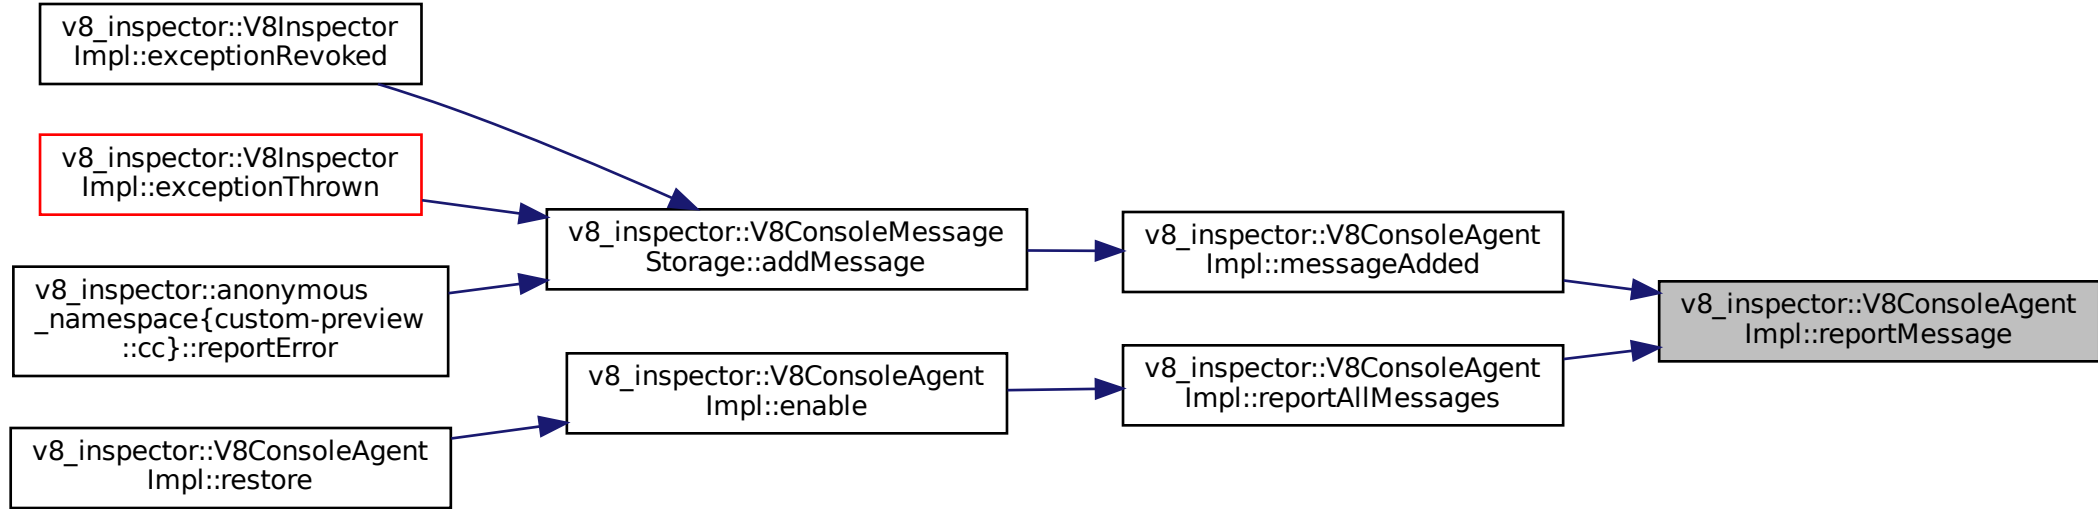 v8_inspector::V8Inspector
Impl::exceptionRevoked
v8_inspector::V8Inspector
Impl::exceptionThrown
v8_inspector::anonymous
_namespace{custom-preview
::cc}::reportError
v8_inspector::V8ConsoleAgent
Impl::restore
v8_inspector::V8ConsoleMessage
Storage::addMessage
v8_inspector::V8ConsoleAgent
Impl::enable
v8_inspector::V8ConsoleAgent
Impl::messageAdded
v8_inspector::V8ConsoleAgent
Impl::reportAllMessages
v8_inspector::V8ConsoleAgent
Impl::reportMessage